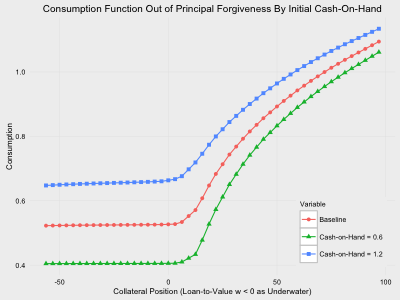 Consumption Function Out of Principal Forgiveness By Initial Cash-On-Hand
Consumption
1.0
0.8
0.6
0.4
-50
0
50
100
Collateral Position (Loan-to-Value w < 0 as Underwater)
Variable
Baseline
Cash-on-Hand = 0.6
Cash-on-Hand = 1.2